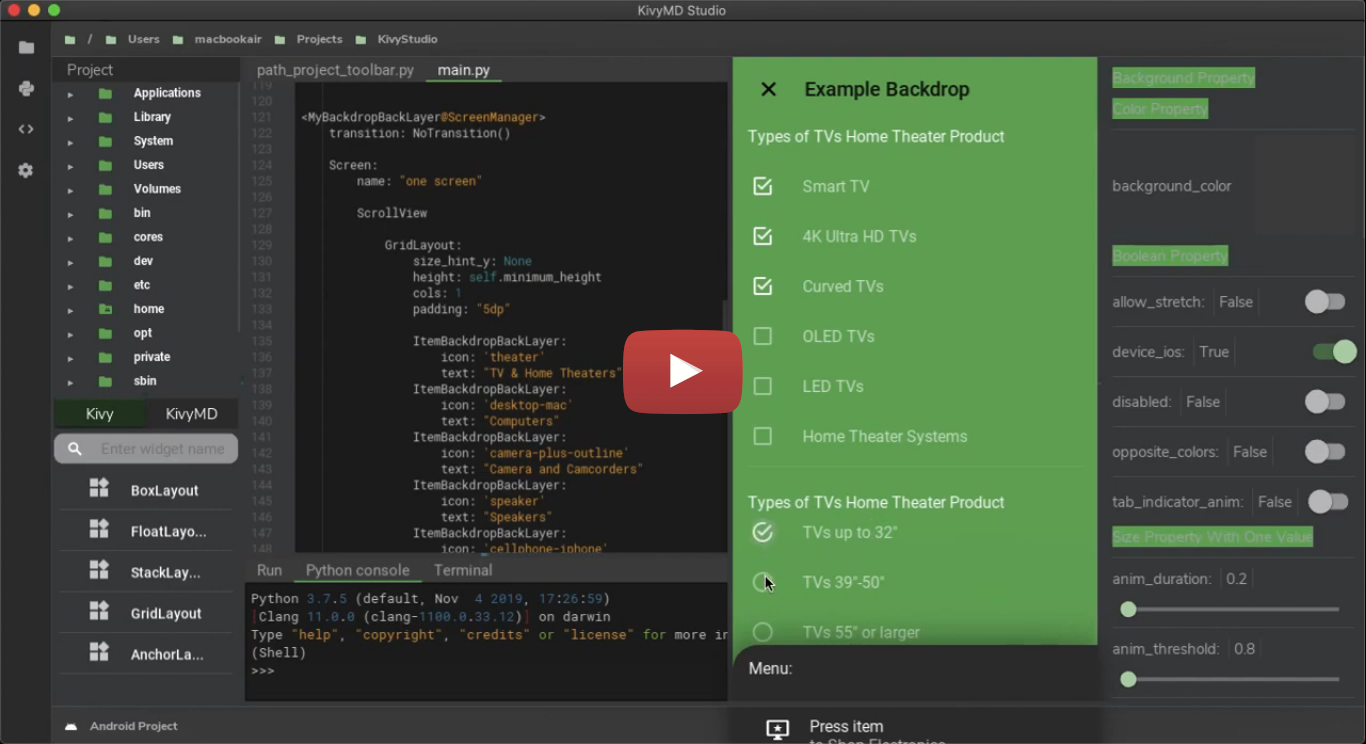 KivyMD Studio
/ Users macbookair Projects KivyStudio
Project
Applications
Library
System
Users
Volumes
bin
cores
dev
etc
home
opt
private
sbin
Kivy KivyMD
Enter widget name
BoxLayout
FloatLayo...
StackLay...
GridLayout
AnchorLa...
path_project_toolbar.py main.py
119
120
121 <MyBackdropBackLayer@ScreenManager>
122 transition: NoTransition()
123
124 Screen:
125 name: "one screen"
126
127 ScrollView
128
129 GridLayout:
130 size_hint_y: None
131 height: self.minimum_height
132 cols: 1
133 padding: "5dp"
134
135 ItemBackdropBackLayer:
136 icon: 'theater'
137 text: "TV & Home Theaters"
138 ItemBackdropBackLayer:
139 icon: 'desktop-mac'
140 text: "Computers"
141 ItemBackdropBackLayer:
142 icon: 'camera-plus-outline'
143 text: "Camera and Camcorders"
144 ItemBackdropBackLayer:
145 icon: 'speaker'
146 text: "Speakers"
147 ItemBackdropBackLayer:
148 icon: 'cellphone-iphone'
Run Python console Terminal
Python 3.7.5 (default, Nov 4 2019, 17:26:59)
[Clang 11.0.0 (clang-1100.0.33.12)] on darwin
Type "help", "copyright", "credits" or "license" for more in
(Shell)
>>>
Example Backdrop
Types of TVs Home Theater Product
Smart TV
4K Ultra HD TVs
Curved TVs
OLED TVs
LED TVs
Home Theater Systems
Types of TVs Home Theater Product
TVs up to 32"
TVs 39"-50"
TVs 55" or larger
Menu:
Press item
to Shop Electronics
Background Property
Color Property
background_color
Boolean Property
allow_stretch: False
device_ios: True
disabled: False
opposite_colors: False
tab_indicator_anim: False
Size Property With One Value
anim_duration: 0.2
anim_threshold: 0.8
Android Project